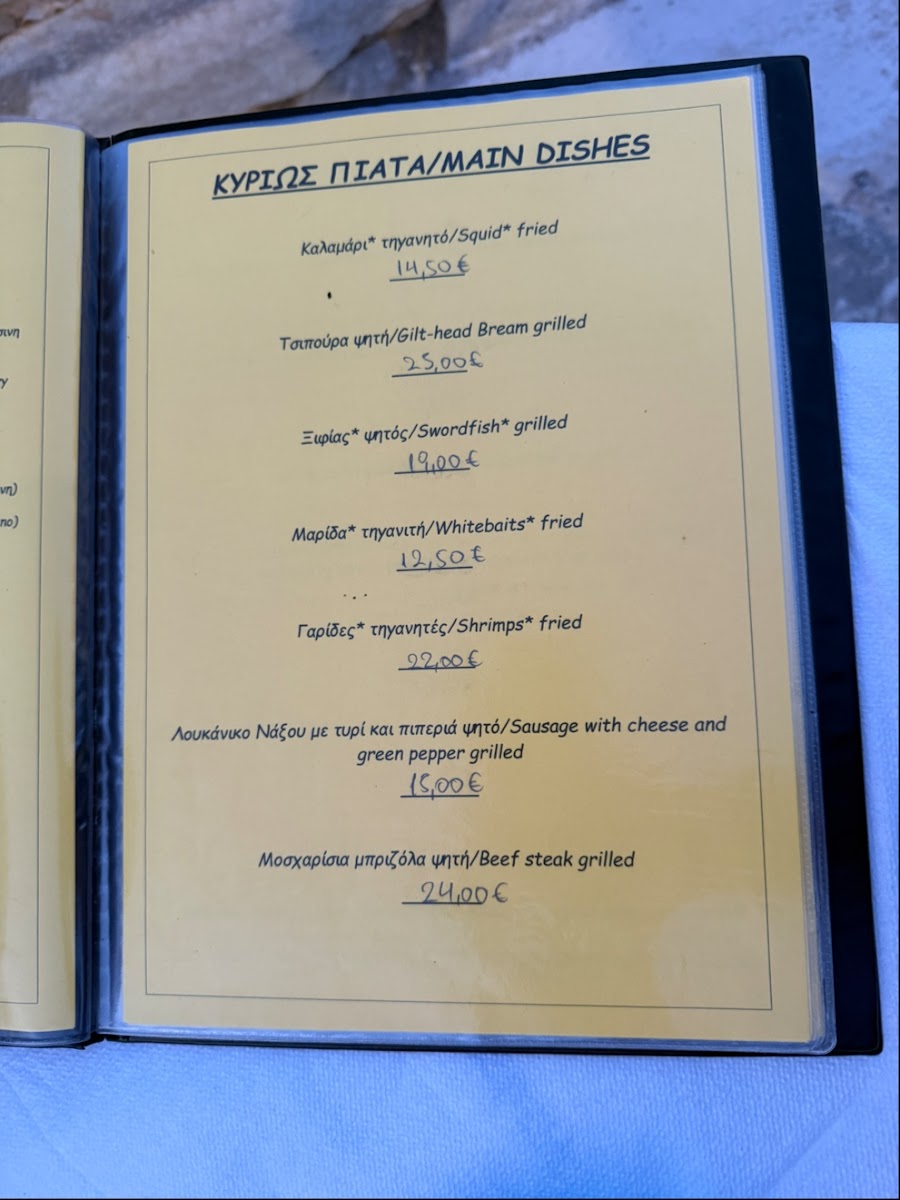 ΚΥΡΙΩΣ ΠΙΑΤΑ/MAIN DISHES
Καλαμάρι* τηγανητό/Squid* fried
14,50€
Τσιπούρα ψητή/Gilt-head Bream grilled
25,00€
Ξιφίας* ψητός/Swordfish* grilled
19,00€
Μαρίδα* τηγανιτή/Whitebaits* fried
12,50€
Γαρίδες* τηγανητές/Shrimps* fried
22,00€
Λουκάνικο Νάξου με τυρί και πιπεριά ψητό/Sausage with cheese and
green pepper grilled
15,00€
Μοσχαρίσια μπριζόλα ψητή/Beef steak grilled
24,00€